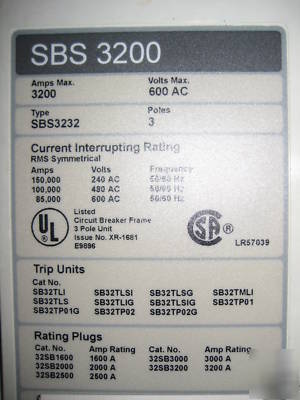 SBS 3200
Amps Max. Volts Max.
3200 600 AC
Type Poles
SBS3232 3
Current Interrupting Rating
RMS Symmetrical
Amps Volts Frequency
150,000 240 AC 50/60 Hz
100,000 480 AC 50/60 Hz
85,000 600 AC 50/60 Hz
UL
Listed
Circuit Breaker Frame
3 Pole Unit
Issue No. XR-1681
E9896
SA
LR57039
Trip Units
Cat No.
SB32TLI SB32TLSI SB32TLSG SB32TMLI
SB32TLS SB32TLIG SB32TLSIG SB32TP01
SB32TP01G SB32TP02 SB32TP02G
Rating Plugs
Cat. No. Amp Rating Cat. No. Amp Rating
32SB1600 1600 A 32SB3000 3000 A
32SB2000 2000 A 32SB3200 3200 A
32SB2500 2500 A